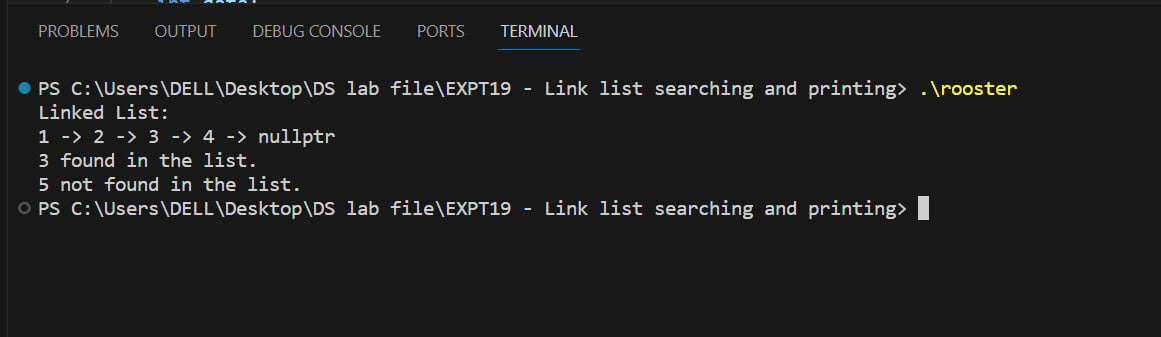 int data;
PROBLEMS OUTPUT DEBUG CONSOLE PORTS TERMINAL
PS C:\Users\DELL\Desktop\DS lab file\EXPT19 - Link list searching and printing> .\rooster
Linked List:
1 -> 2 -> 3 -> 4 -> nullptr
3 found in the list.
5 not found in the list.
PS C:\Users\DELL\Desktop\DS lab file\EXPT19 - Link list searching and printing>